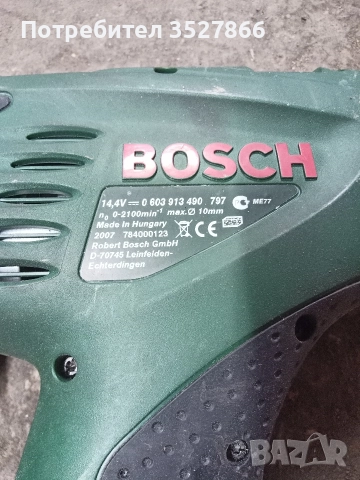 Потребител 3527866
BOSCH
14,4V 0 603 913 490 797
n₀ 0-2100min⁻¹ max.Ø 10mm
Made in Hungary
2007 784000123
Robert Bosch GmbH
D-70745 Leinfelden-
Echterdingen
ME77
CE
BAZAR